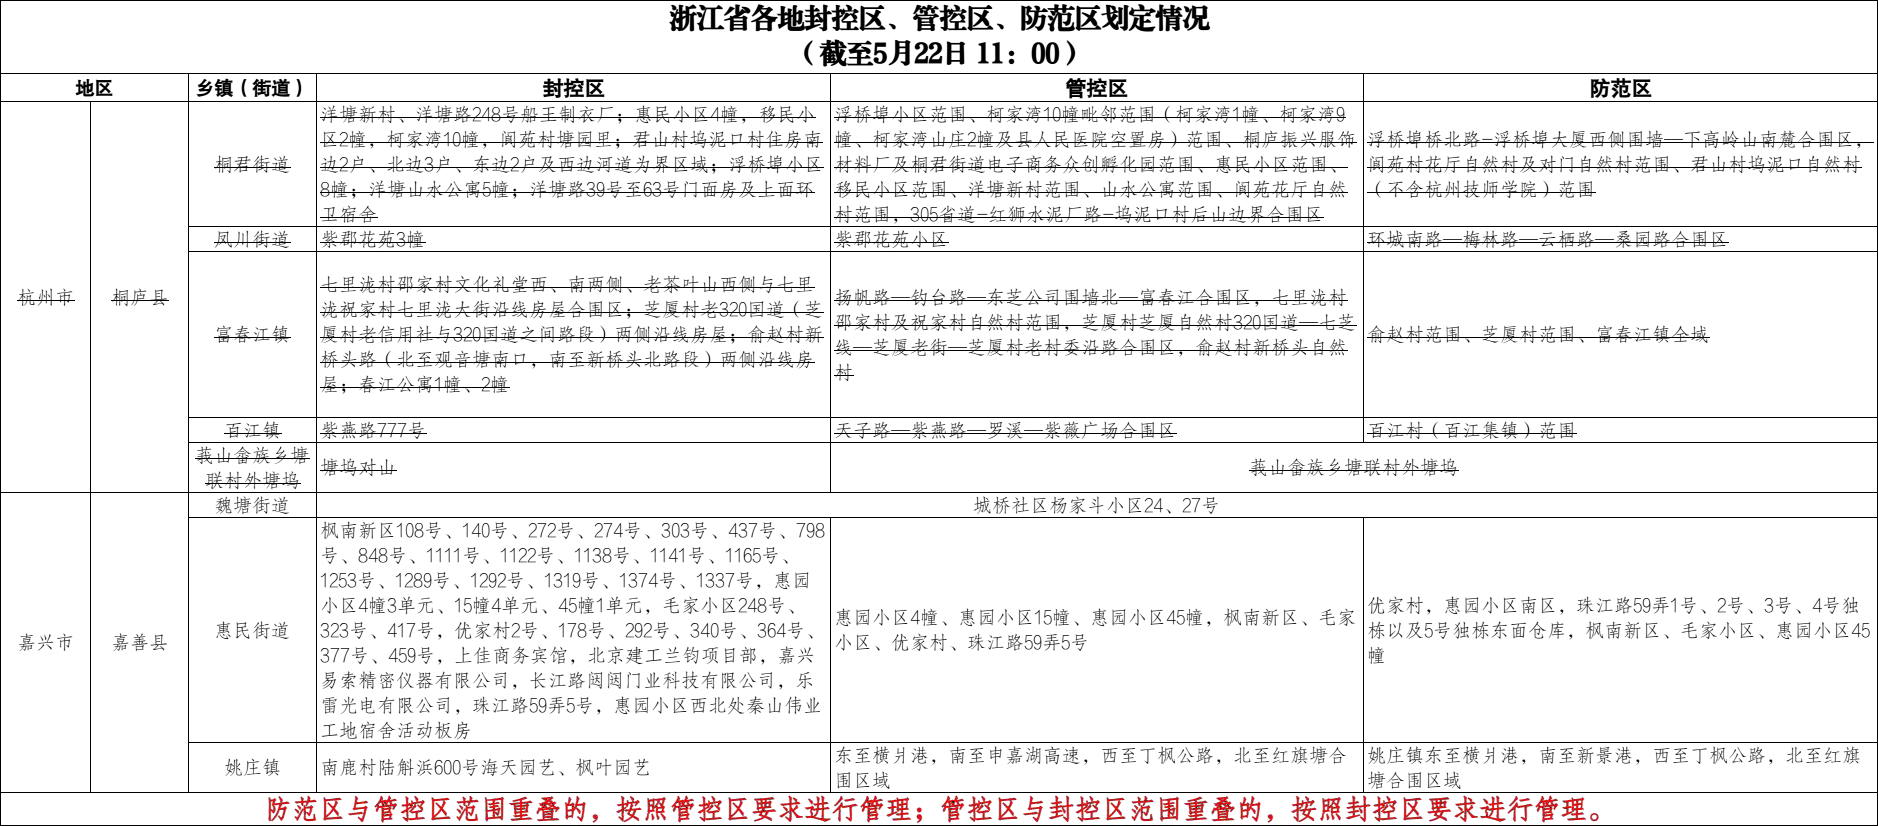 浙江省各地封控区、管控区、防范区划定情况
（截至5月22日 11：00）
地区
乡镇（街道）
封控区
管控区
防范区
杭州市
桐庐县
桐君街道
洋塘新村、洋塘路248号船王制衣厂；惠民小区4幢，移民小
区2幢，柯家湾10幢，阆苑村塘园里；君山村坞泥口村住房南
边2户、北边3户、东边2户及西边河道为界区域；浮桥埠小区
8幢；洋塘山水公寓5幢；洋塘路39号至63号门面房及上面环
卫宿舍
浮桥埠小区范围、柯家湾10幢毗邻范围（柯家湾1幢、柯家湾9
幢、柯家湾山庄2幢及县人民医院空置房）范围、桐庐振兴服饰
材料厂及桐君街道电子商务众创孵化园范围、惠民小区范围、
移民小区范围、洋塘新村范围、山水公寓范围、阆苑花厅自然
村范围，305省道-红狮水泥厂路-坞泥口村后山边界合围区
浮桥埠桥北路-浮桥埠大厦西侧围墙—下高岭山南麓合围区，
阆苑村花厅自然村及对门自然村范围、君山村坞泥口自然村
（不含杭州技师学院）范围
凤川街道
紫郡花苑3幢
紫郡花苑小区
环城南路—梅林路—云栖路—桑园路合围区
富春江镇
七里泷村邵家村文化礼堂西、南两侧、老茶叶山西侧与七里
泷祝家村七里泷大街沿线房屋合围区；芝厦村老320国道（芝
厦村老信用社与320国道之间路段）两侧沿线房屋；俞赵村新
桥头路（北至观音塘南口，南至新桥头北路段）两侧沿线房
屋；春江公寓1幢、2幢
扬帆路—钓台路—东芝公司围墙北—富春江合围区，七里泷村
邵家村及祝家村自然村范围，芝厦村芝厦自然村320国道—七芝
线—芝厦老街—芝厦村老村委沿路合围区，俞赵村新桥头自然
村
俞赵村范围、芝厦村范围、富春江镇全域
百江镇
紫燕路777号
天子路—紫燕路—罗溪—紫薇广场合围区
百江村（百江集镇）范围
莪山畲族乡塘
联村外塘坞
塘坞对山
莪山畲族乡塘联村外塘坞
嘉兴市
嘉善县
魏塘街道
城桥社区杨家斗小区24、27号
惠民街道
枫南新区108号、140号、272号、274号、303号、437号、798
号、848号、1111号、1122号、1138号、1141号、1165号、
1253号、1289号、1292号、1319号、1374号、1337号，惠园
小区4幢3单元、15幢4单元、45幢1单元，毛家小区248号、
323号、417号，优家村2号、178号、292号、340号、364号、
377号、459号，上佳商务宾馆，北京建工兰钧项目部，嘉兴
易索精密仪器有限公司，长江路闼闼门业科技有限公司，乐
雷光电有限公司，珠江路59弄5号，惠园小区西北处秦山伟业
工地宿舍活动板房
惠园小区4幢、惠园小区15幢、惠园小区45幢，枫南新区、毛家
小区、优家村、珠江路59弄5号
优家村，惠园小区南区，珠江路59弄1号、2号、3号、4号独
栋以及5号独栋东面仓库，枫南新区、毛家小区、惠园小区45
幢
姚庄镇
南鹿村陆斛浜600号海天园艺、枫叶园艺
东至横爿港，南至申嘉湖高速，西至丁枫公路，北至红旗塘合
围区域
姚庄镇东至横爿港，南至新景港，西至丁枫公路，北至红旗
塘合围区域
防范区与管控区范围重叠的，按照管控区要求进行管理；管控区与封控区范围重叠的，按照封控区要求进行管理。